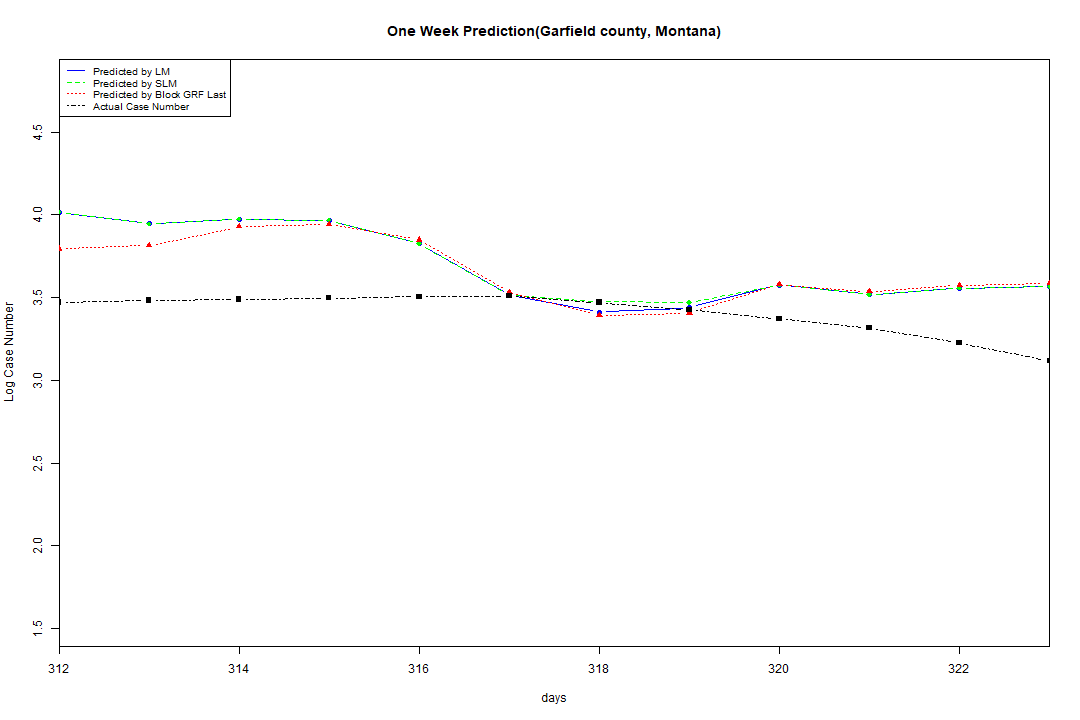 One Week Prediction(Garfield county, Montana)
Predicted by LM
Predicted by SLM
Predicted by Block GRF Last
Actual Case Number
4.5
4.0
3.5
3.0
2.5
2.0
1.5
Log Case Number
312 314 316 318 320 322
days